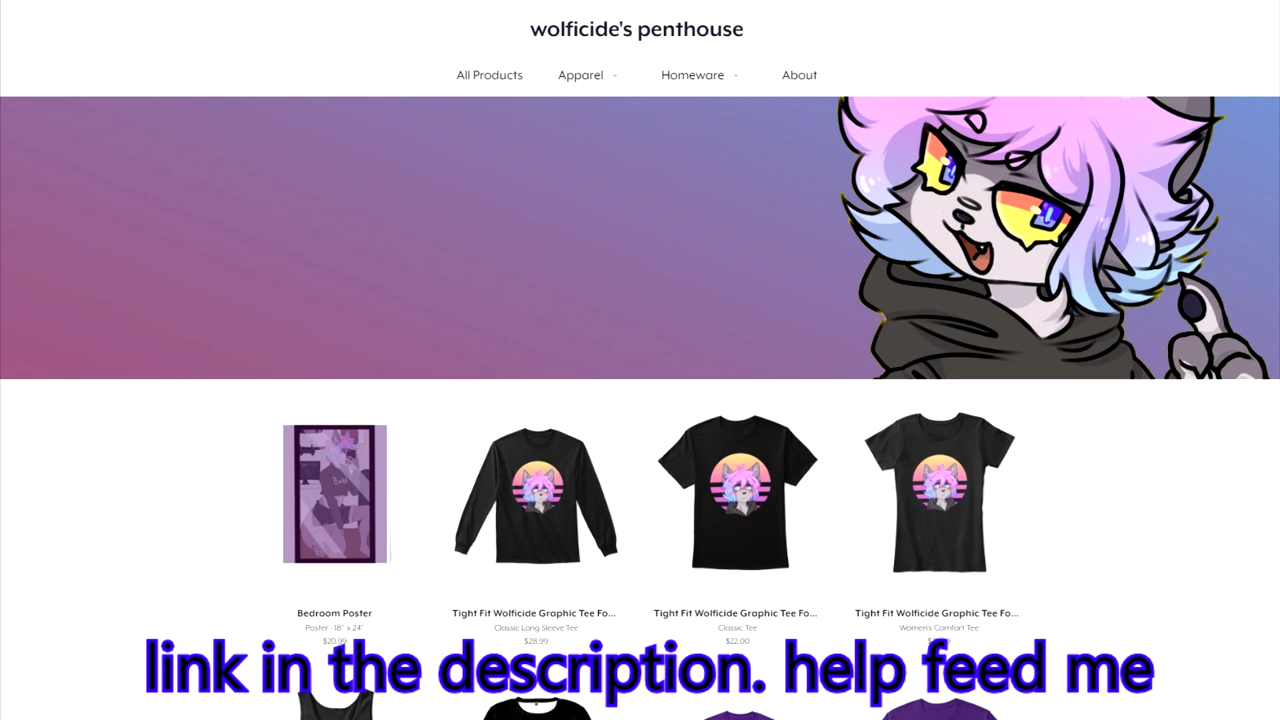 wolficide's penthouse
All Products Apparel Homeware About
Bedroom Poster
Poster · 18" x 24"
$20.99
Tight Fit Wolficide Graphic Tee Fo...
Classic Long Sleeve Tee
$28.99
Tight Fit Wolficide Graphic Tee Fo...
Classic Tee
$22.00
Tight Fit Wolficide Graphic Tee Fo...
Women's Comfort Tee
link in the description. help feed me